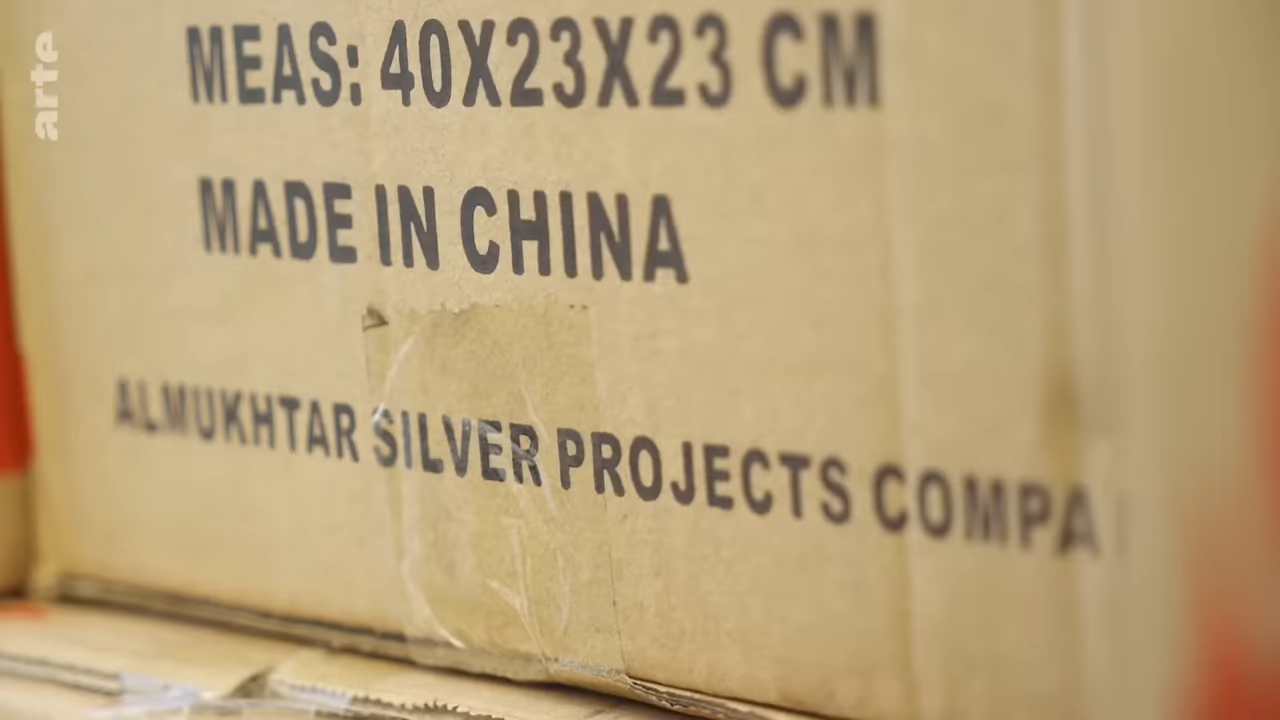 arte
MEAS: 40X23X23 CM
MADE IN CHINA
ALMUKHTAR SILVER PROJECTS COMPA